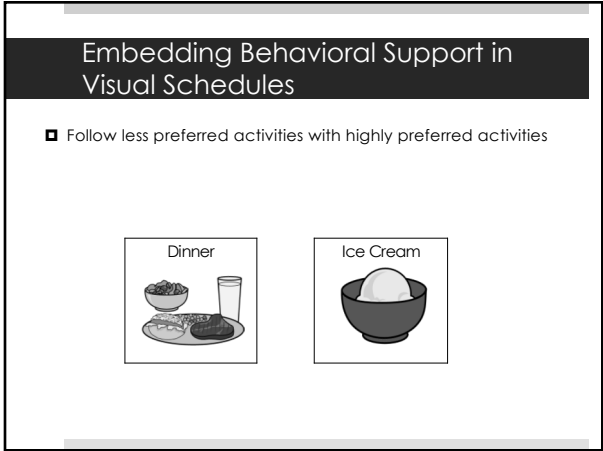 Embedding Behavioral Support in
Visual Schedules
Follow less preferred activities with highly preferred activities
Dinner
Ice Cream